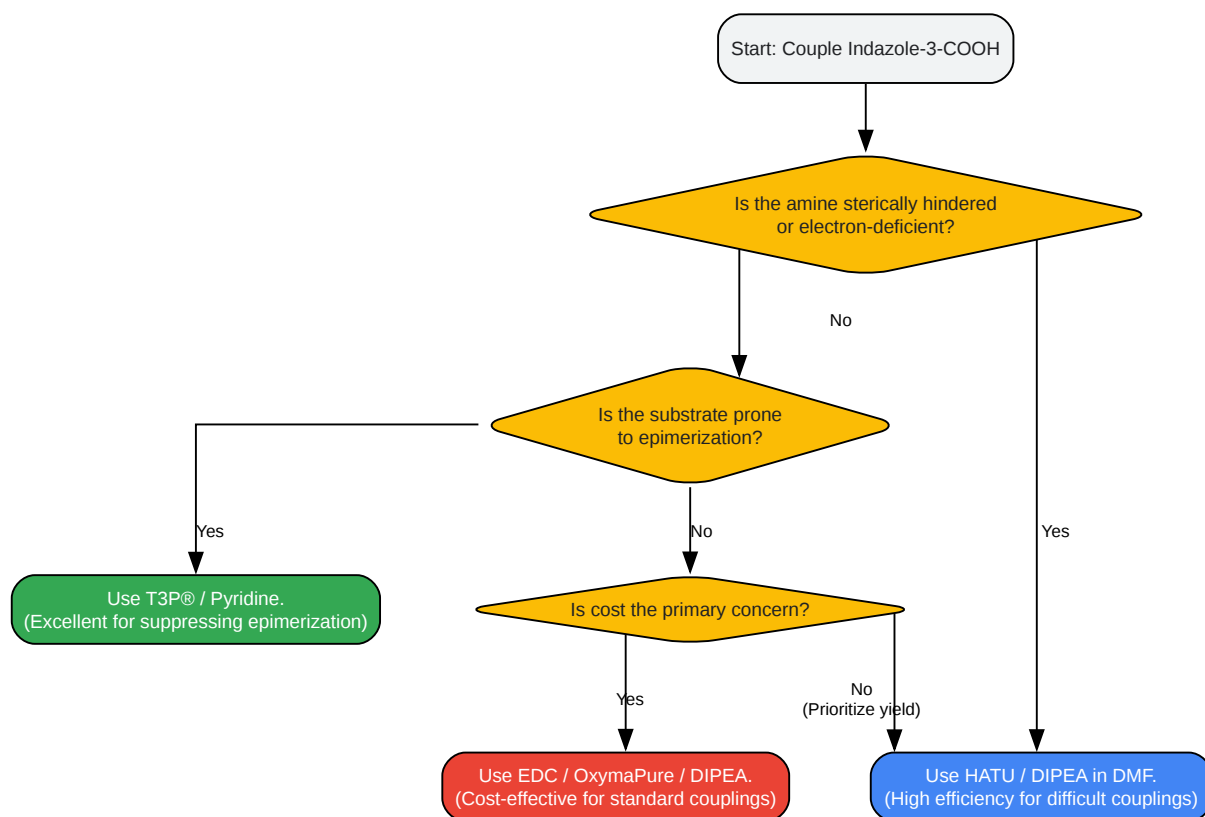 Start: Couple Indazole-3-COOH
Is the amine sterically hindered
or electron-deficient?
No
Is the substrate prone
to epimerization?
Yes
No
Yes
Use T3P® / Pyridine.
(Excellent for suppressing epimerization)
Is cost the primary concern?
Yes
No
(Prioritize yield)
Use EDC / OxymaPure / DIPEA.
(Cost-effective for standard couplings)
Use HATU / DIPEA in DMF.
(High efficiency for difficult couplings)